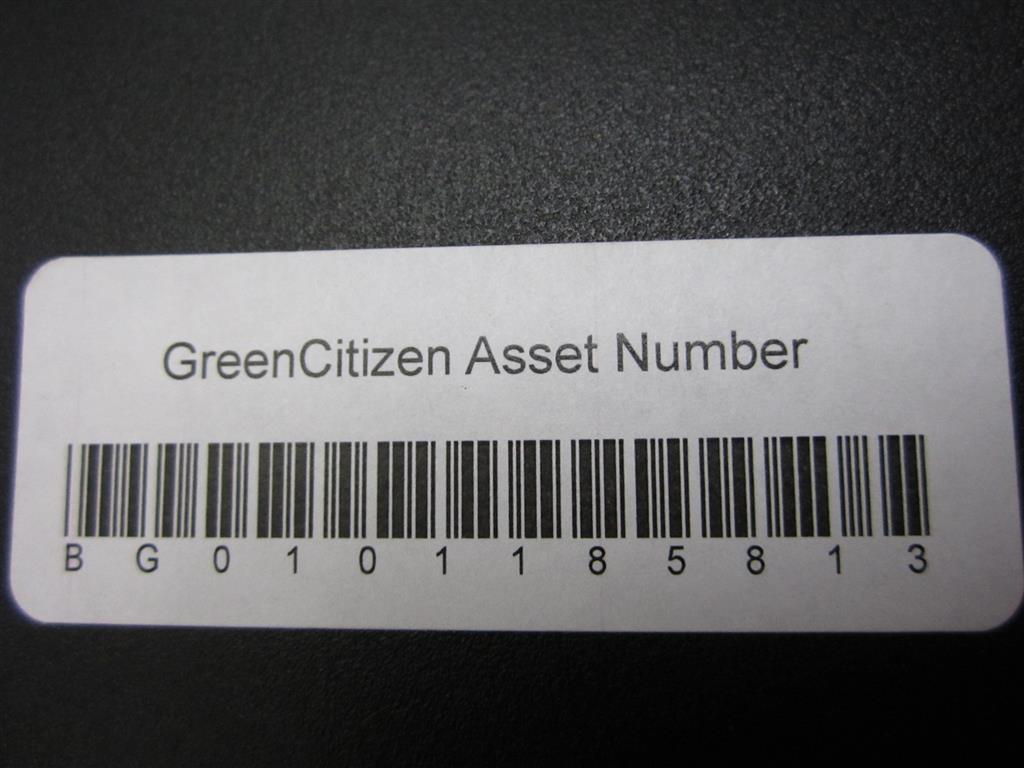 GreenCitizen Asset Number
B G 0 1 0 1 1 8 5 8 1 3